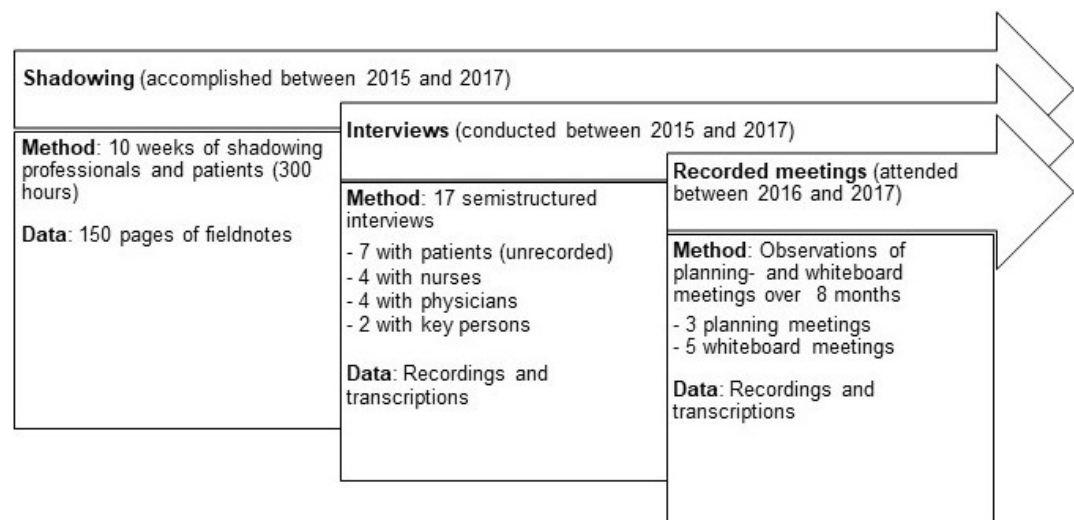 Shadowing (accomplished between 2015 and 2017)
Method: 10 weeks of shadowing
professionals and patients (300
hours)
Data: 150 pages of fieldnotes
Interviews (conducted between 2015 and 2017)
Method: 17 semistructured
interviews
- 7 with patients (unrecorded)
- 4 with nurses
- 4 with physicians
- 2 with key persons
Data: Recordings and
transcriptions
Recorded meetings (attended
between 2016 and 2017)
Method: Observations of
planning- and whiteboard
meetings over 8 months
- 3 planning meetings
- 5 whiteboard meetings
Data: Recordings and
transcriptions